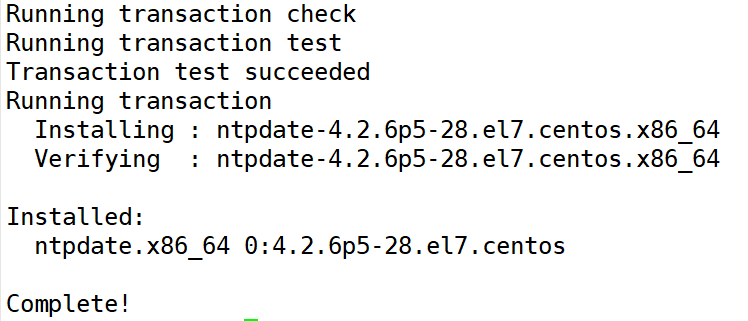 Running transaction check
Running transaction test
Transaction test succeeded
Running transaction
  Installing : ntpdate-4.2.6p5-28.el7.centos.x86_64
  Verifying  : ntpdate-4.2.6p5-28.el7.centos.x86_64

Installed:
  ntpdate.x86_64 0:4.2.6p5-28.el7.centos

Complete!